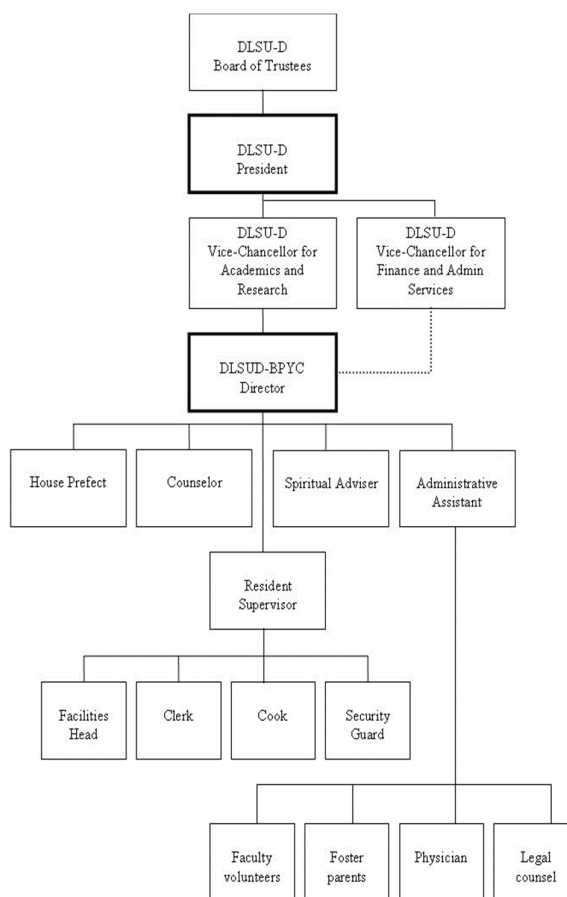 DLSU-D
Board of Trustees
DLSU-D
President
DLSU-D
Vice-Chancellor for
Academics and
Research
DLSU-D
Vice-Chancellor for
Finance and Admin
Services
DLSUD-BPYC
Director
House Prefect
Counselor
Spiritual Adviser
Administrative
Assistant
Resident
Supervisor
Facilities
Head
Clerk
Cook
Security
Guard
Faculty
volunteers
Foster
parents
Physician
Legal
counsel